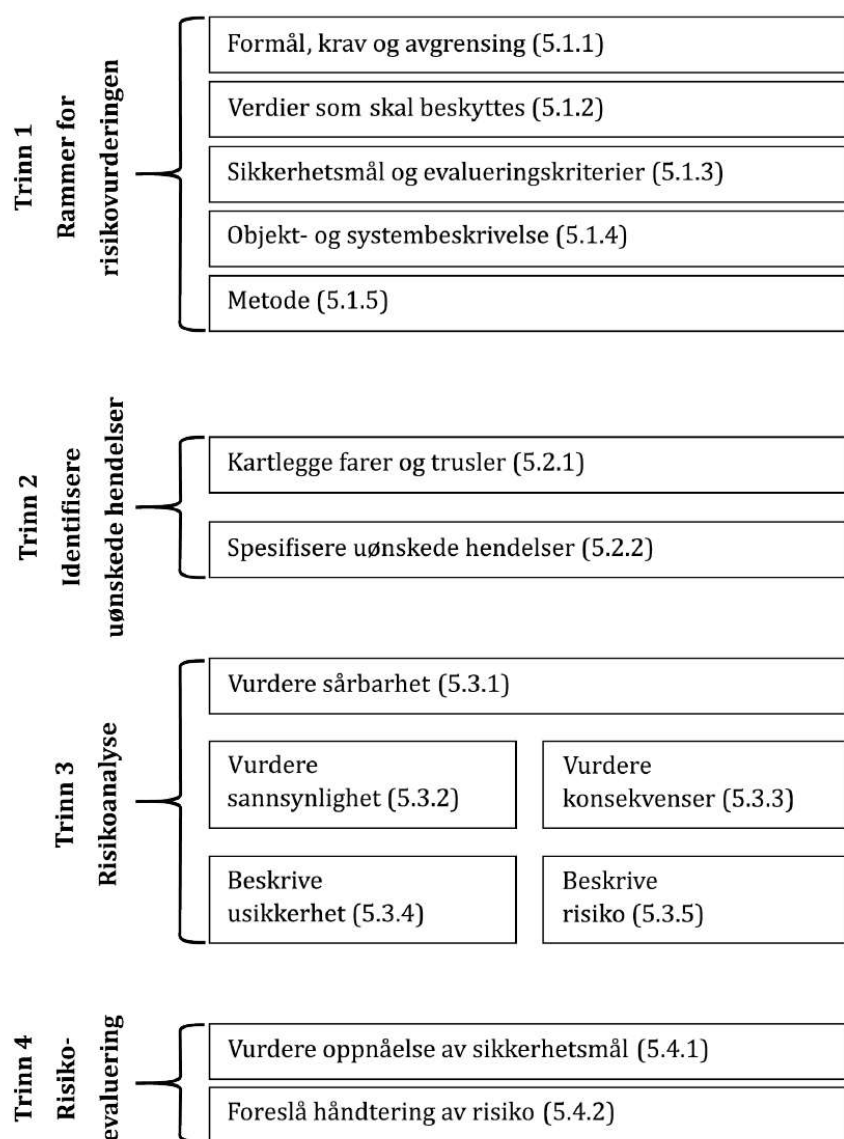 Trinn 1
Rammer for
risikovurderingen
Formål, krav og avgrensing (5.1.1)
Verdier som skal beskyttes (5.1.2)
Sikkerhetsmål og evalueringskriterier (5.1.3)
Objekt- og systembeskrivelse (5.1.4)
Metode (5.1.5)
Trinn 2
Identifisere
uønskede hendelser
Kartlegge farer og trusler (5.2.1)
Spesifisere uønskede hendelser (5.2.2)
Trinn 3
Risikoanalyse
Vurdere sårbarhet (5.3.1)
Vurdere
sannsynlighet (5.3.2)
Vurdere
konsekvenser (5.3.3)
Beskrive
usikkerhet (5.3.4)
Beskrive
risiko (5.3.5)
Trinn 4
Risiko-
evaluering
Vurdere oppnåelse av sikkerhetsmål (5.4.1)
Foreslå håndtering av risiko (5.4.2)